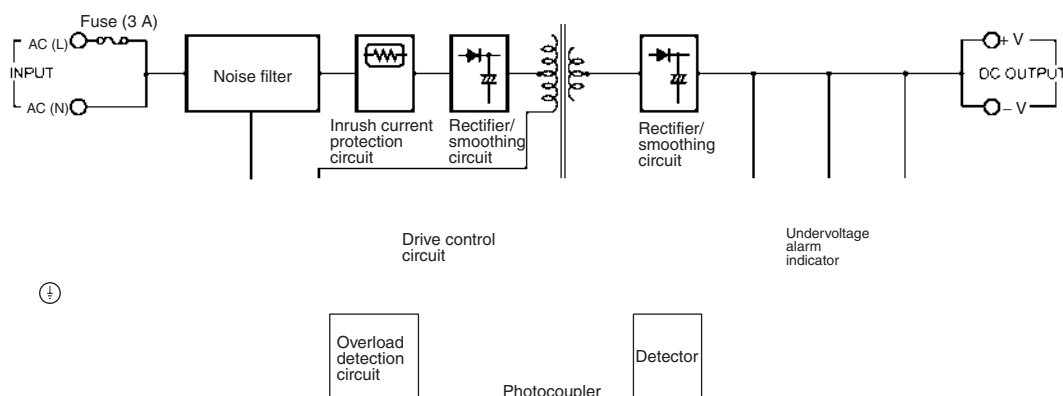 Fuse (3 A)
AC (L)
INPUT
AC (N)
Noise filter
Inrush current
protection
circuit
Rectifier/
smoothing
circuit
Rectifier/
smoothing
circuit
+ V
DC OUTPUT
– V
Drive control
circuit
Undervoltage
alarm
indicator
Overload
detection
circuit
Photocoupler
Detector